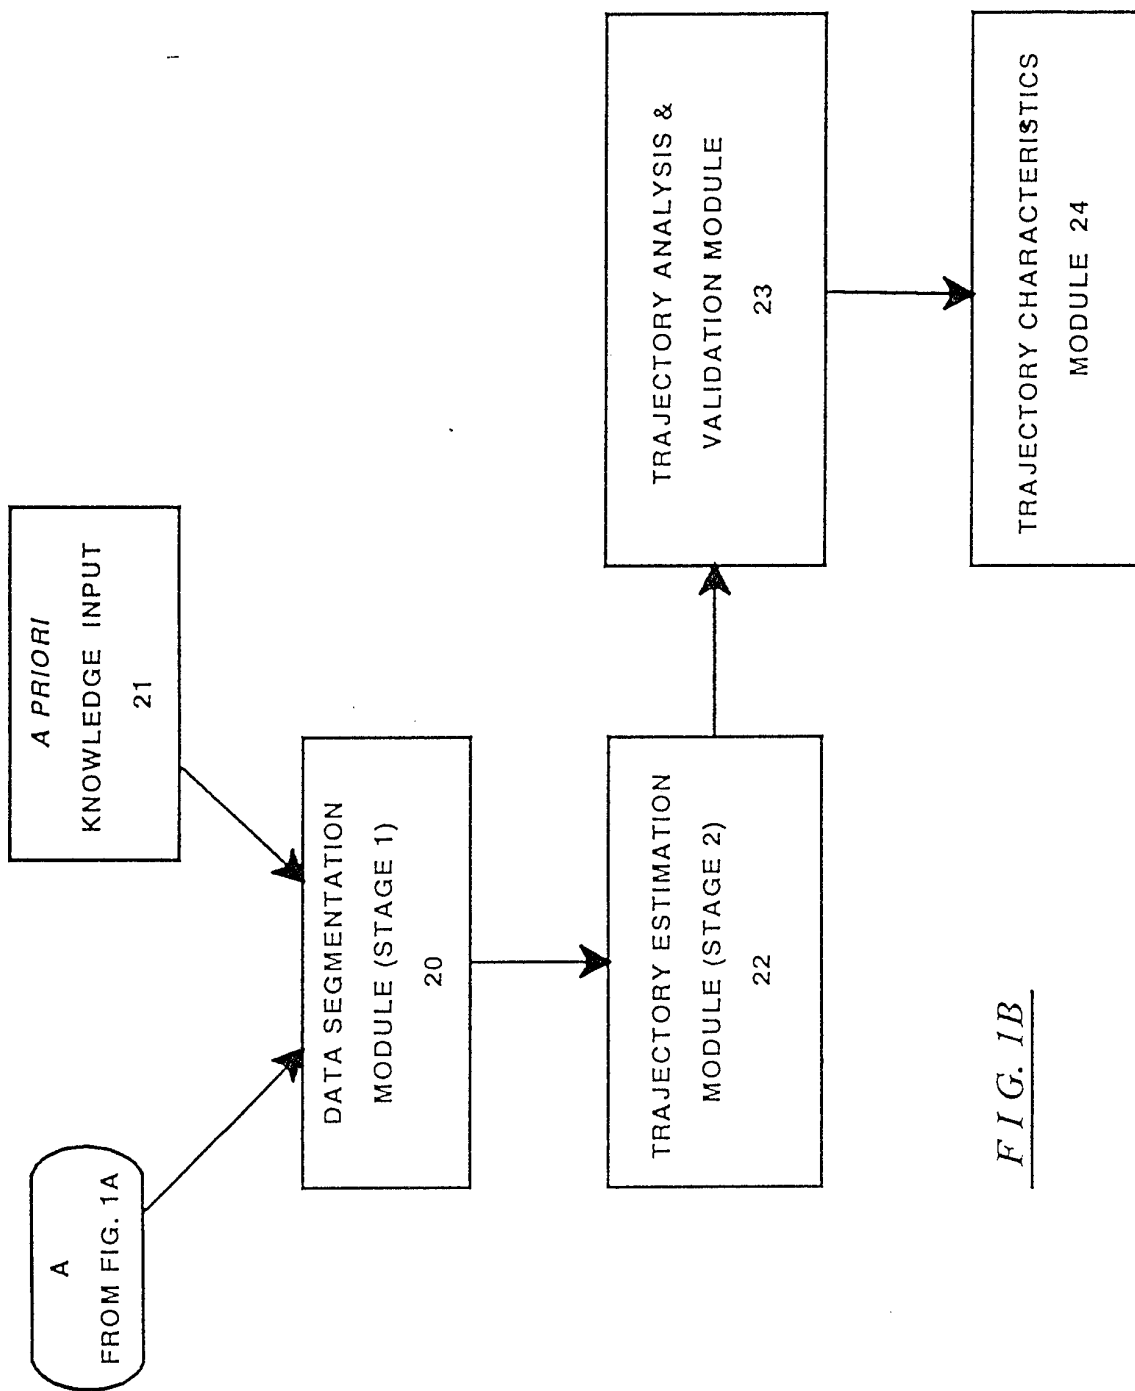 A
FROM FIG. 1A
A PRIORI
KNOWLEDGE INPUT
21
DATA SEGMENTATION
MODULE (STAGE 1)
20
TRAJECTORY ESTIMATION
MODULE (STAGE 2)
22
TRAJECTORY ANALYSIS &
VALIDATION MODULE
23
TRAJECTORY CHARACTERISTICS
MODULE 24
FIG. 1B